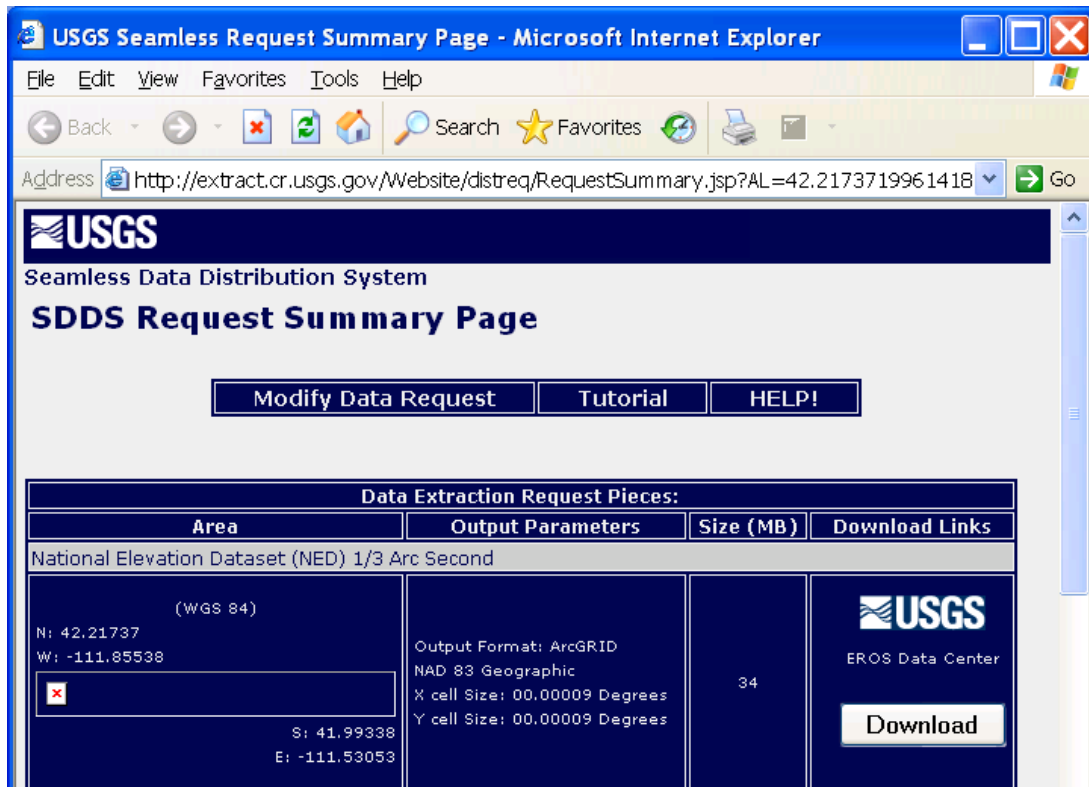 USGS Seamless Request Summary Page - Microsoft Internet Explorer
File Edit View Favorites Tools Help
Back Search Favorites
Address http://extract.cr.usgs.gov/Website/distreq/RequestSummary.jsp?AL=42.2173719961418 Go
USGS
Seamless Data Distribution System
SDDS Request Summary Page
Modify Data Request Tutorial HELP!
Data Extraction Request Pieces:
Area Output Parameters Size (MB) Download Links
National Elevation Dataset (NED) 1/3 Arc Second
(WGS 84)
N: 42.21737
W: -111.85538
S: 41.99338
E: -111.53053
Output Format: ArcGRID
NAD 83 Geographic
X cell Size: 00.00009 Degrees
Y cell Size: 00.00009 Degrees
34
USGS
EROS Data Center
Download